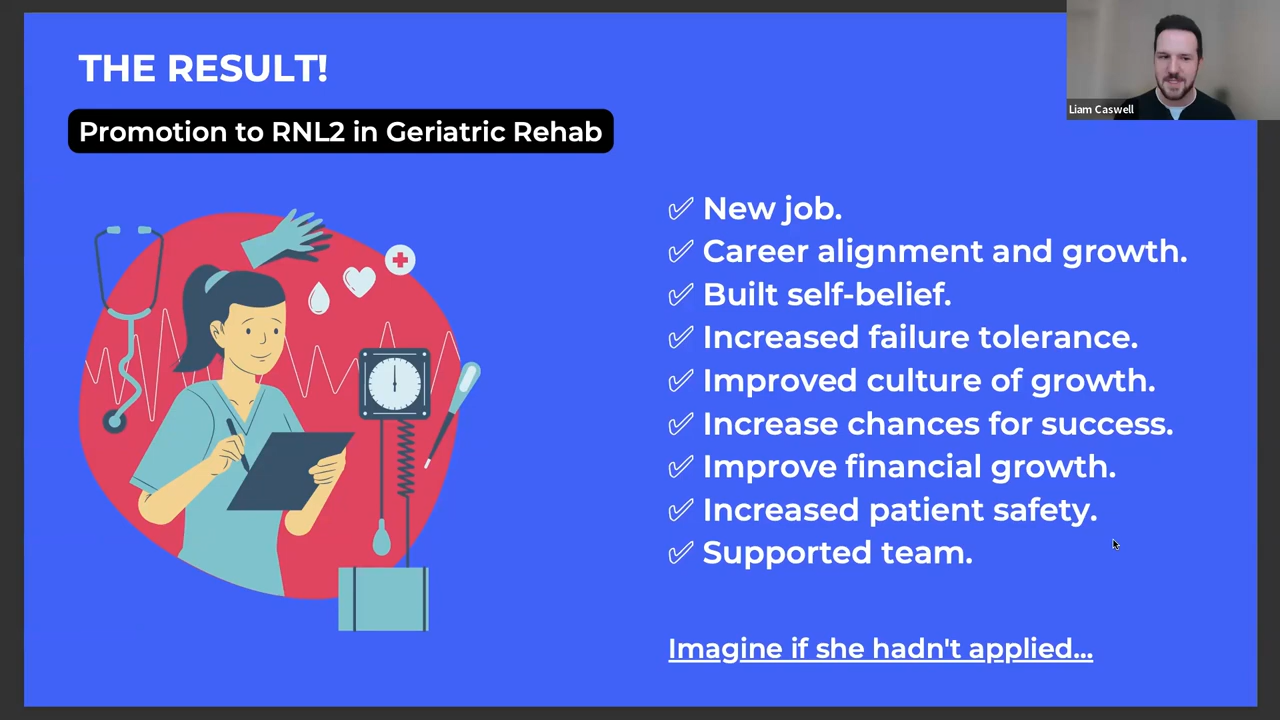 THE RESULT!
Liam Caswell
Promotion to RNL2 in Geriatric Rehab
✅ New job.
✅ Career alignment and growth.
✅ Built self-belief.
✅ Increased failure tolerance.
✅ Improved culture of growth.
✅ Increase chances for success.
✅ Improve financial growth.
✅ Increased patient safety.
✅ Supported team.
Imagine if she hadn't applied...